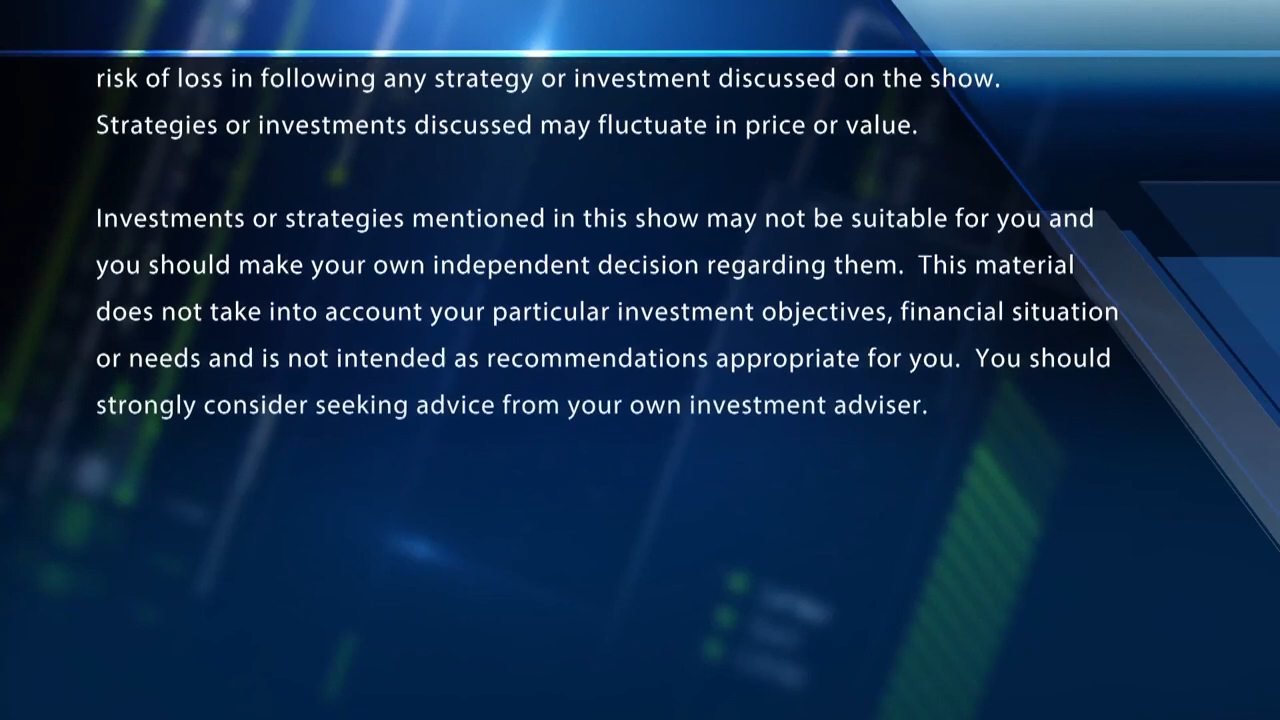 risk of loss in following any strategy or investment discussed on the show.
Strategies or investments discussed may fluctuate in price or value.
Investments or strategies mentioned in this show may not be suitable for you and
you should make your own independent decision regarding them.  This material
does not take into account your particular investment objectives, financial situation
or needs and is not intended as recommendations appropriate for you.  You should
strongly consider seeking advice from your own investment adviser.